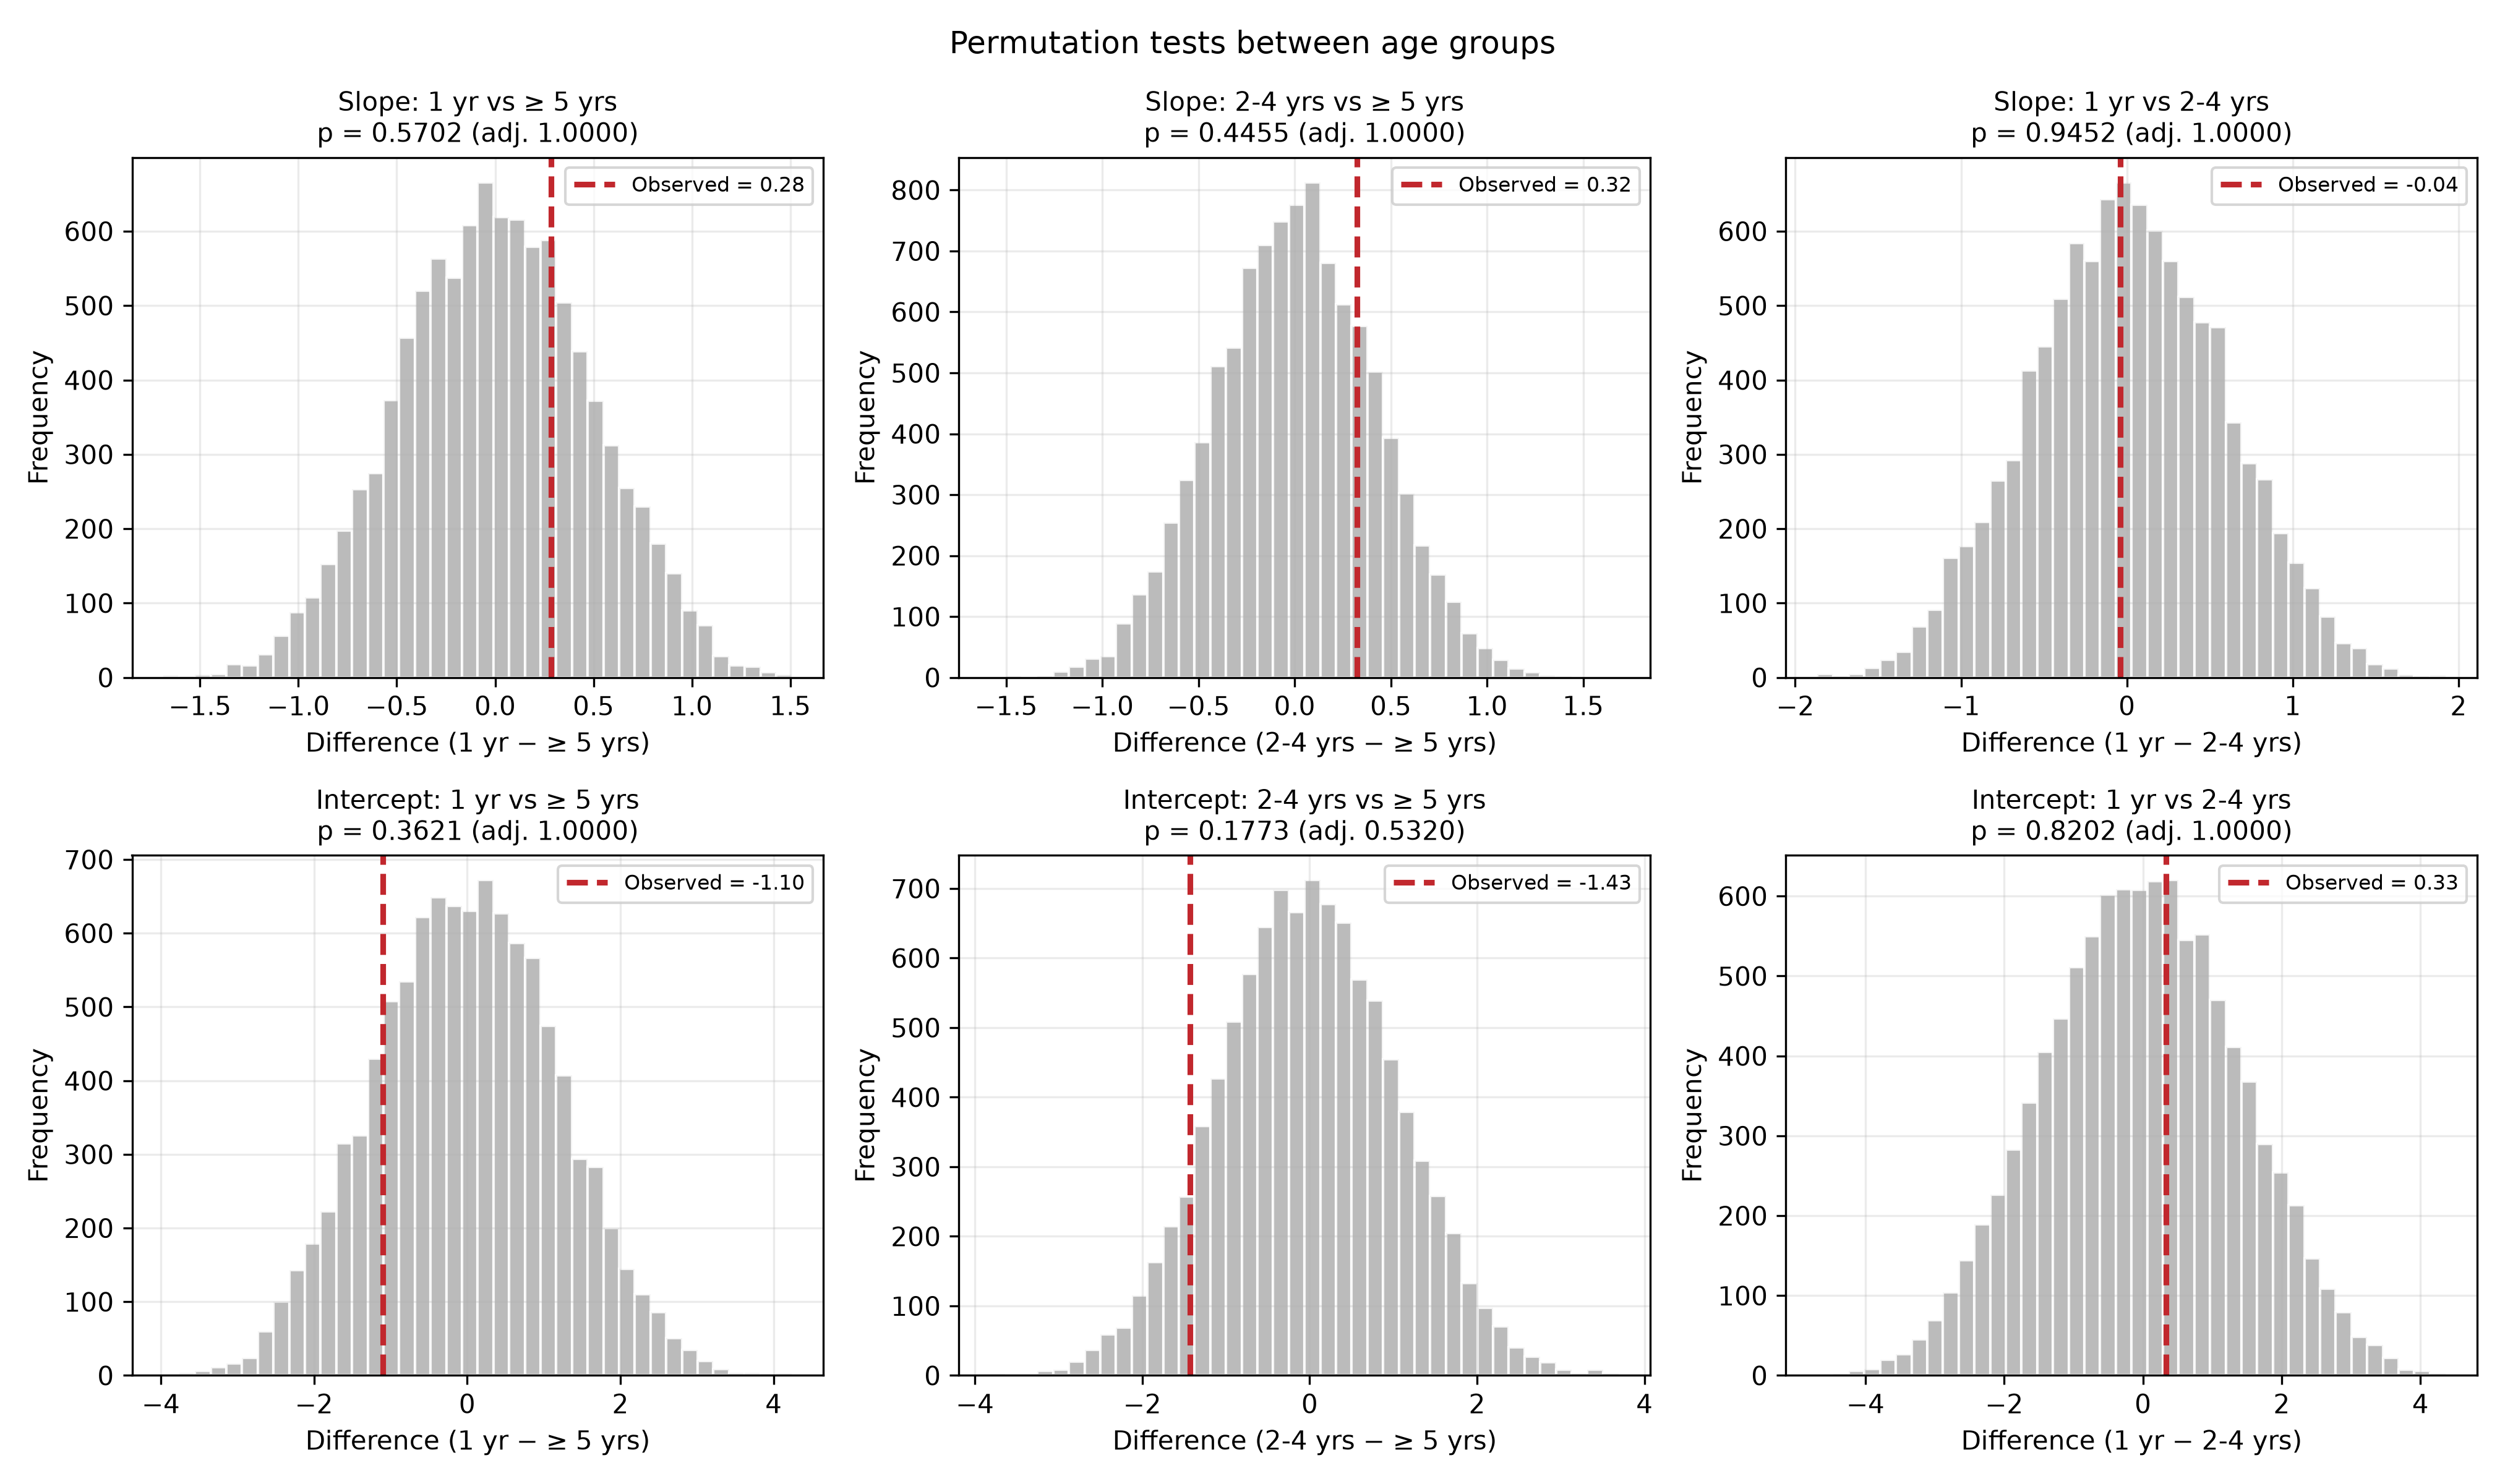 Permutation tests between age groups
Slope: 1 yr vs ≥ 5 yrs
p = 0.5702 (adj. 1.0000)
Observed = 0.28
Frequency
0
100
200
300
400
500
600
−1.5
−1.0
−0.5
0.0
0.5
1.0
1.5
Difference (1 yr − ≥ 5 yrs)
Slope: 2-4 yrs vs ≥ 5 yrs
p = 0.4455 (adj. 1.0000)
Observed = 0.32
Frequency
0
100
200
300
400
500
600
700
800
−1.5
−1.0
−0.5
0.0
0.5
1.0
1.5
Difference (2-4 yrs − ≥ 5 yrs)
Slope: 1 yr vs 2-4 yrs
p = 0.9452 (adj. 1.0000)
Observed = -0.04
Frequency
0
100
200
300
400
500
600
−2
−1
0
1
2
Difference (1 yr − 2-4 yrs)
Intercept: 1 yr vs ≥ 5 yrs
p = 0.3621 (adj. 1.0000)
Observed = -1.10
Frequency
0
100
200
300
400
500
600
700
−4
−2
0
2
4
Difference (1 yr − ≥ 5 yrs)
Intercept: 2-4 yrs vs ≥ 5 yrs
p = 0.1773 (adj. 0.5320)
Observed = -1.43
Frequency
0
100
200
300
400
500
600
700
−4
−2
0
2
4
Difference (2-4 yrs − ≥ 5 yrs)
Intercept: 1 yr vs 2-4 yrs
p = 0.8202 (adj. 1.0000)
Observed = 0.33
Frequency
0
100
200
300
400
500
600
−4
−2
0
2
4
Difference (1 yr − 2-4 yrs)